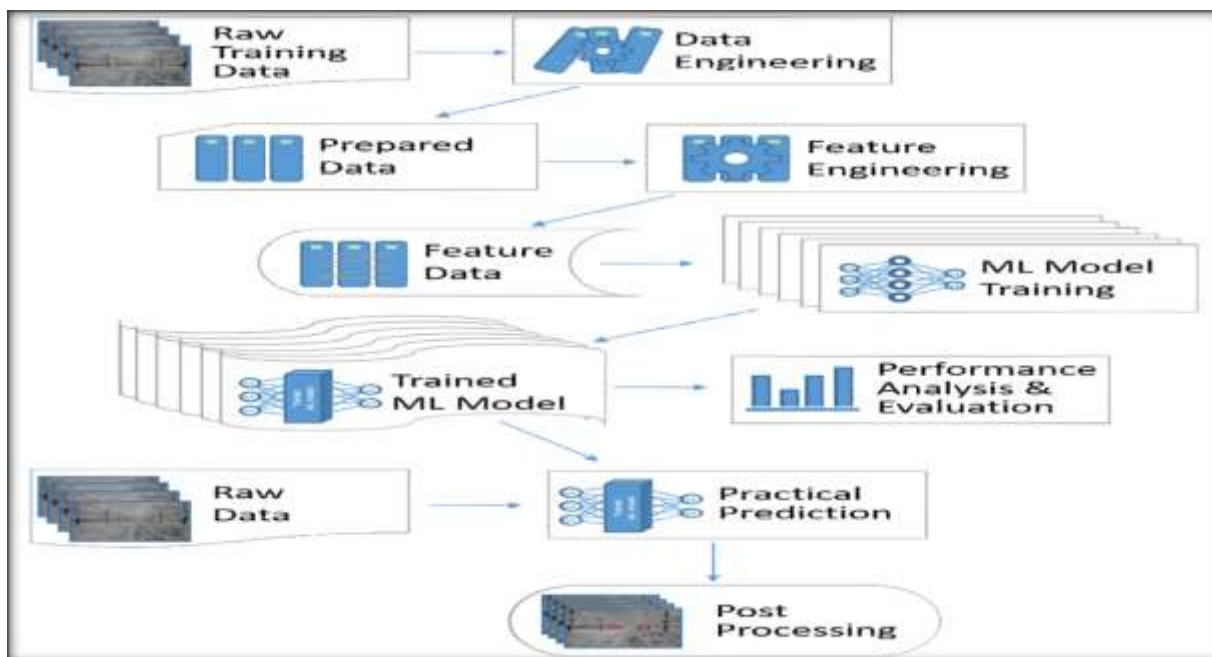 Raw
Training
Data
Data
Engineering
Prepared
Data
Feature
Engineering
Feature
Data
ML Model
Training
Trained
ML Model
Performance
Analysis &
Evaluation
Raw
Data
Practical
Prediction
Post
Processing